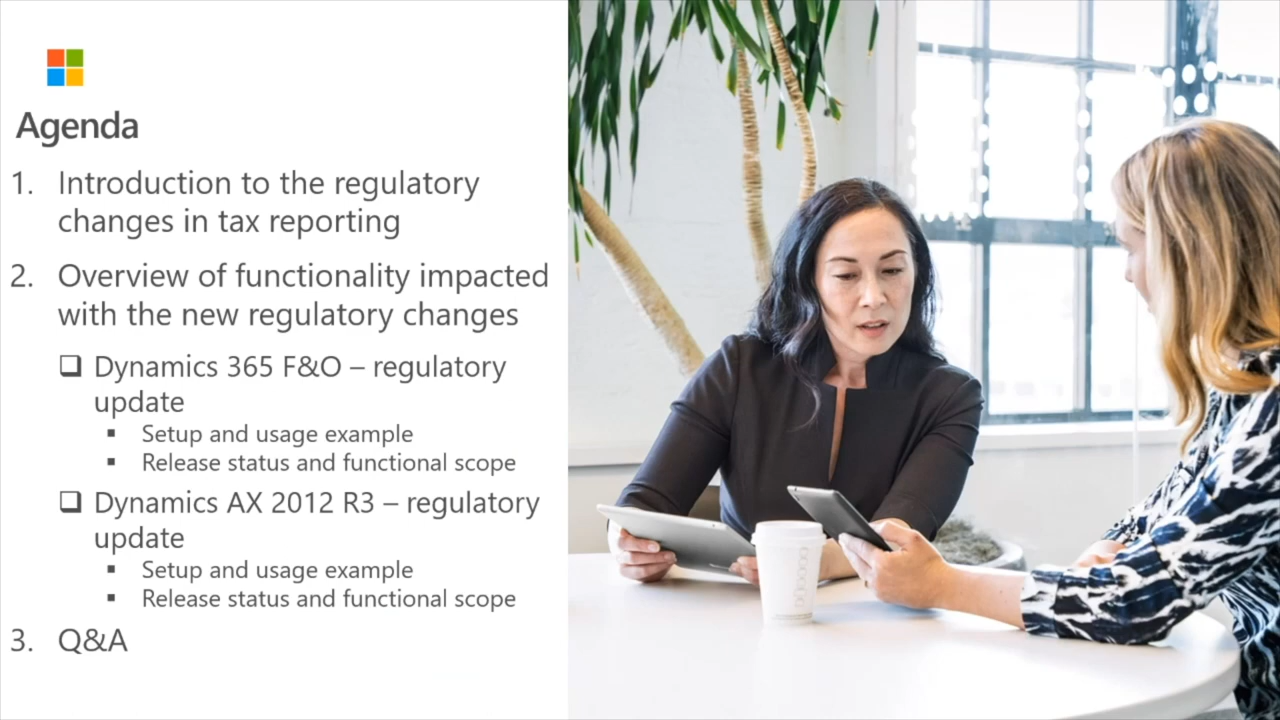 Agenda
1. Introduction to the regulatory
changes in tax reporting
2. Overview of functionality impacted
with the new regulatory changes
❑ Dynamics 365 F&O – regulatory
update
▪ Setup and usage example
▪ Release status and functional scope
❑ Dynamics AX 2012 R3 – regulatory
update
▪ Setup and usage example
▪ Release status and functional scope
3. Q&A